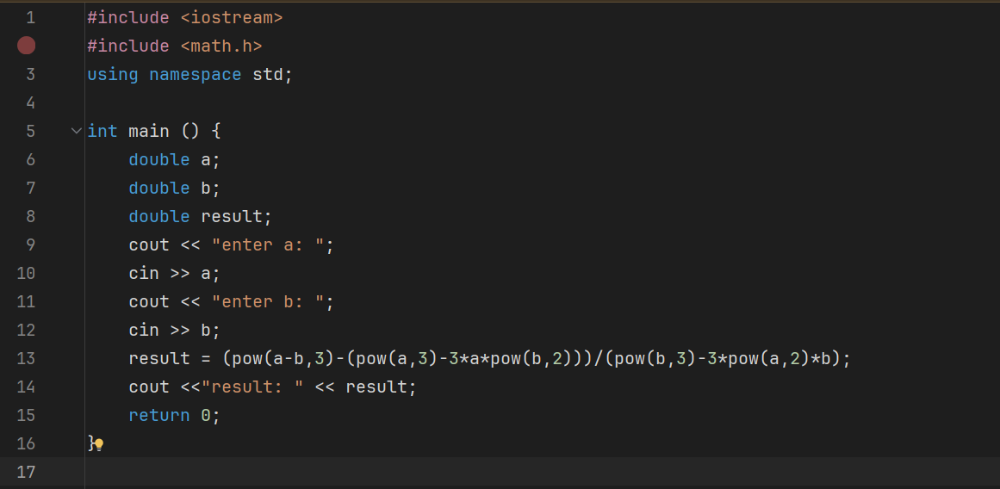 1 #include <iostream>
#include <math.h>
3 using namespace std;
4
5 int main () {
6 double a;
7 double b;
8 double result;
9 cout << "enter a: ";
10 cin >> a;
11 cout << "enter b: ";
12 cin >> b;
13 result = (pow(a-b,3)-(pow(a,3)-3*a*pow(b,2)))/(pow(b,3)-3*pow(a,2)*b);
14 cout <<"result: " << result;
15 return 0;
16 }
17